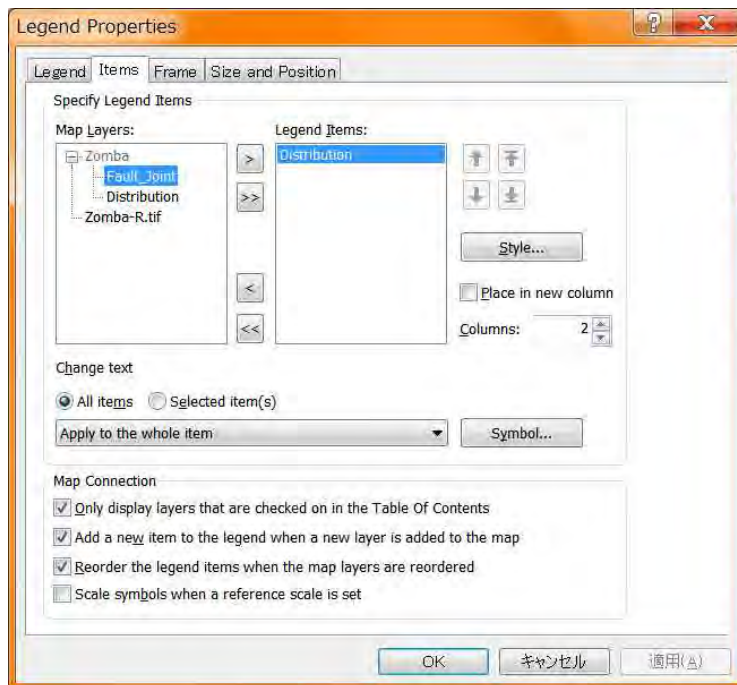 Legend Properties
Legend Items Frame Size and Position
Specify Legend Items
Map Layers:
Legend Items:
Zomba
Fault_Joint
Distribution
Zomba-R.tif
>
>>
<
<<
Distribution
Style...
Place in new column
Columns: 2
Change text
All items Selected item(s)
Apply to the whole item
Symbol...
Map Connection
Only display layers that are checked on in the Table Of Contents
Add a new item to the legend when a new layer is added to the map
Reorder the legend items when the map layers are reordered
Scale symbols when a reference scale is set
OK キャンセル 適用(A)